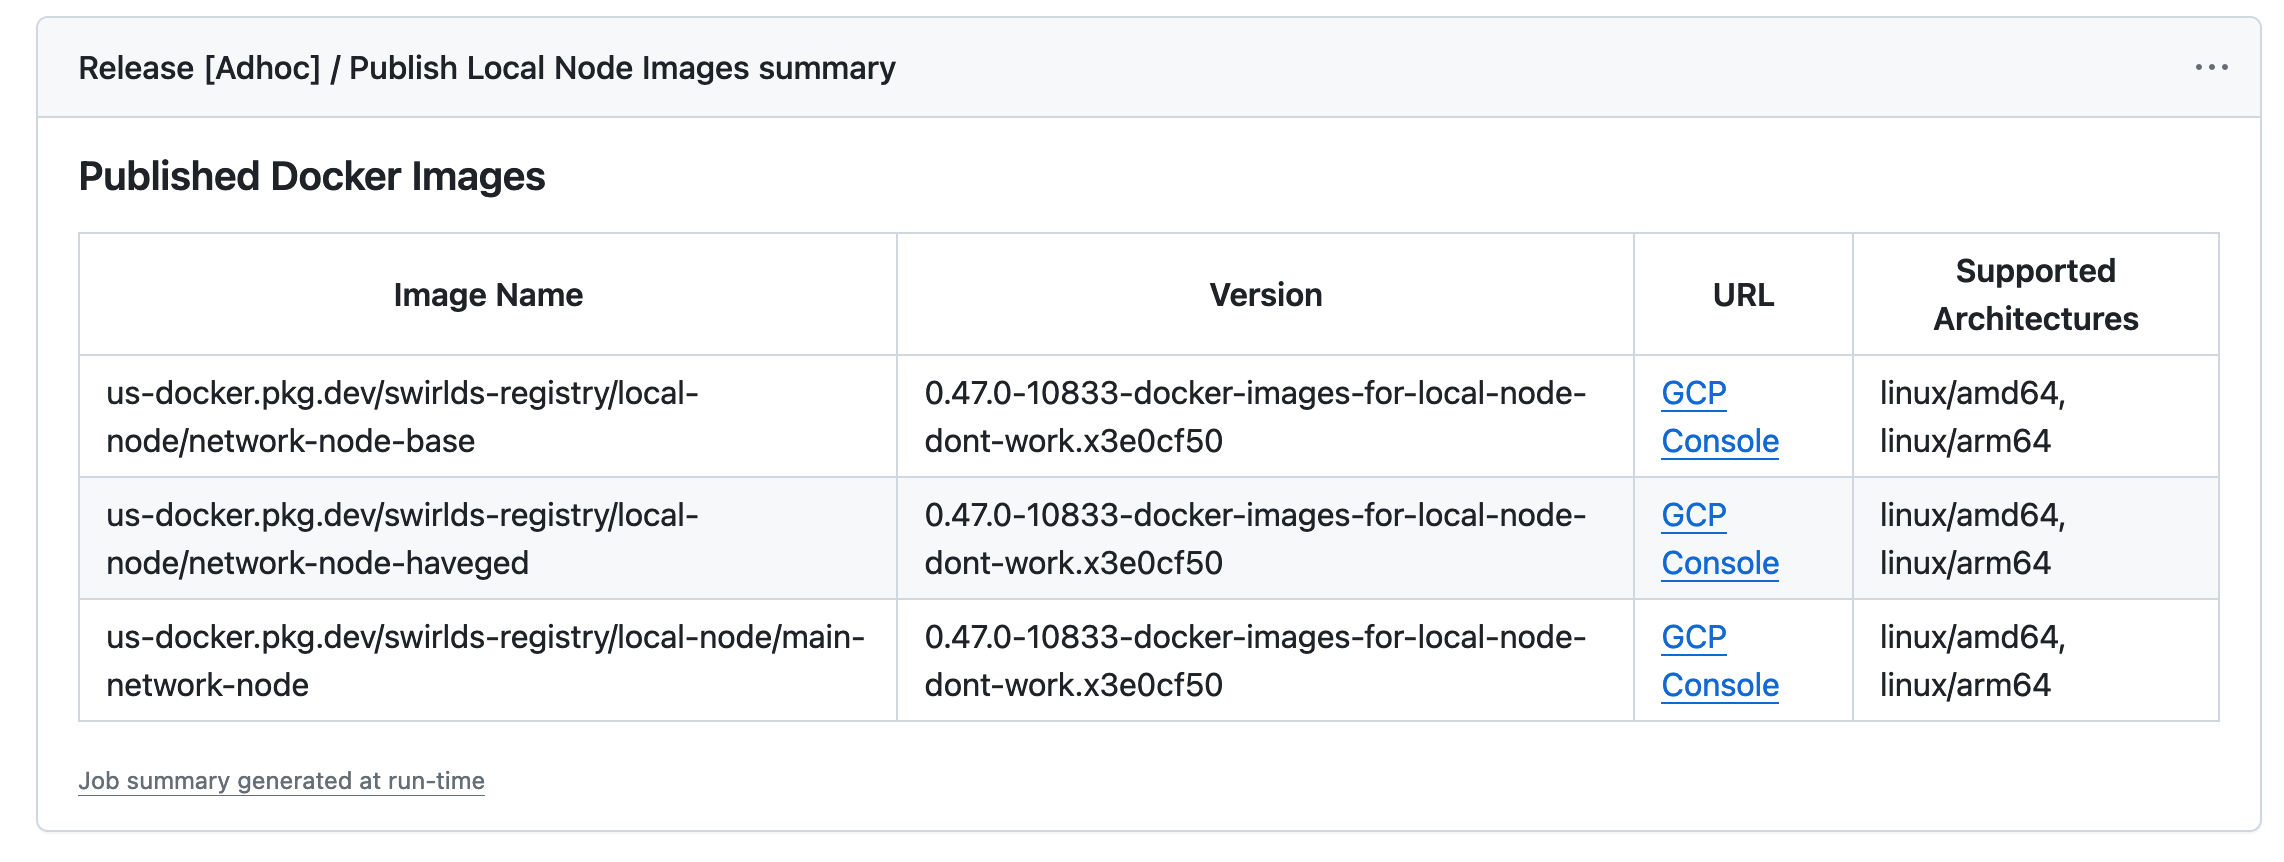 Release [Adhoc] / Publish Local Node Images summary
Published Docker Images
Image Name
Version
URL
Supported
Architectures
us-docker.pkg.dev/swirlds-registry/local-
node/network-node-base
0.47.0-10833-docker-images-for-local-node-
dont-work.x3e0cf50
GCP
Console
linux/amd64,
linux/arm64
us-docker.pkg.dev/swirlds-registry/local-
node/network-node-haveged
0.47.0-10833-docker-images-for-local-node-
dont-work.x3e0cf50
GCP
Console
linux/amd64,
linux/arm64
us-docker.pkg.dev/swirlds-registry/local-node/main-
network-node
0.47.0-10833-docker-images-for-local-node-
dont-work.x3e0cf50
GCP
Console
linux/amd64,
linux/arm64
Job summary generated at run-time